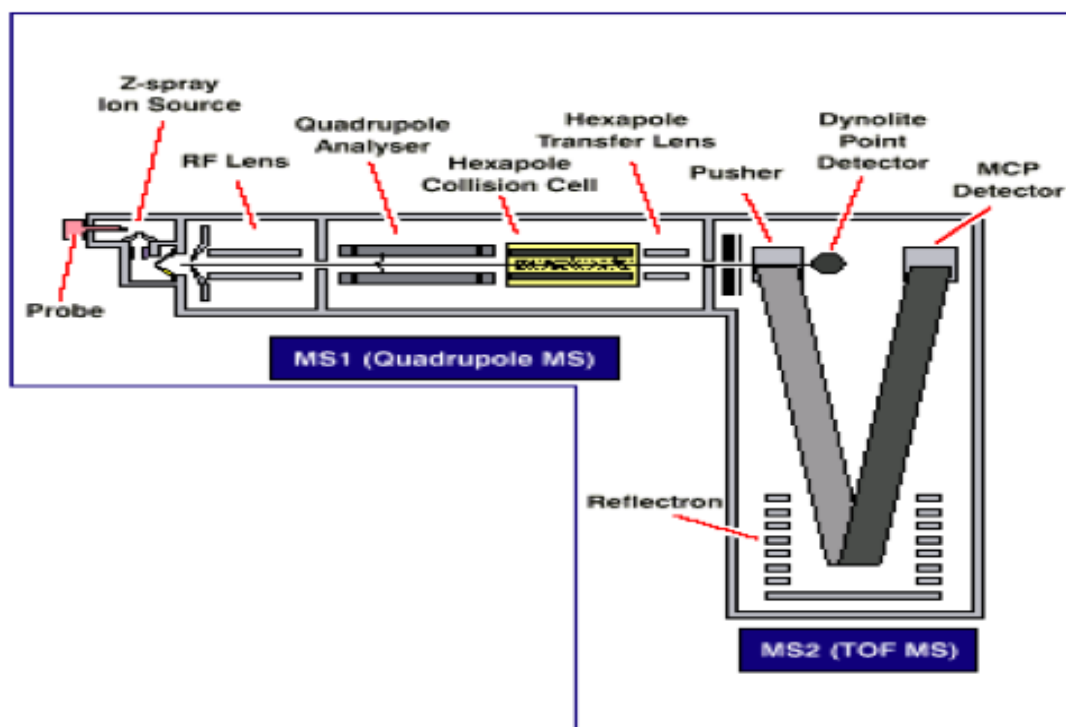 Z-spray
Ion Source
RF Lens
Quadrupole
Analyser
Hexapole
Collision Cell
Hexapole
Transfer Lens
Pusher
Dynolite
Point
Detector
MCP
Detector
Probe
MS1 (Quadrupole MS)
Reflectron
MS2 (TOF MS)